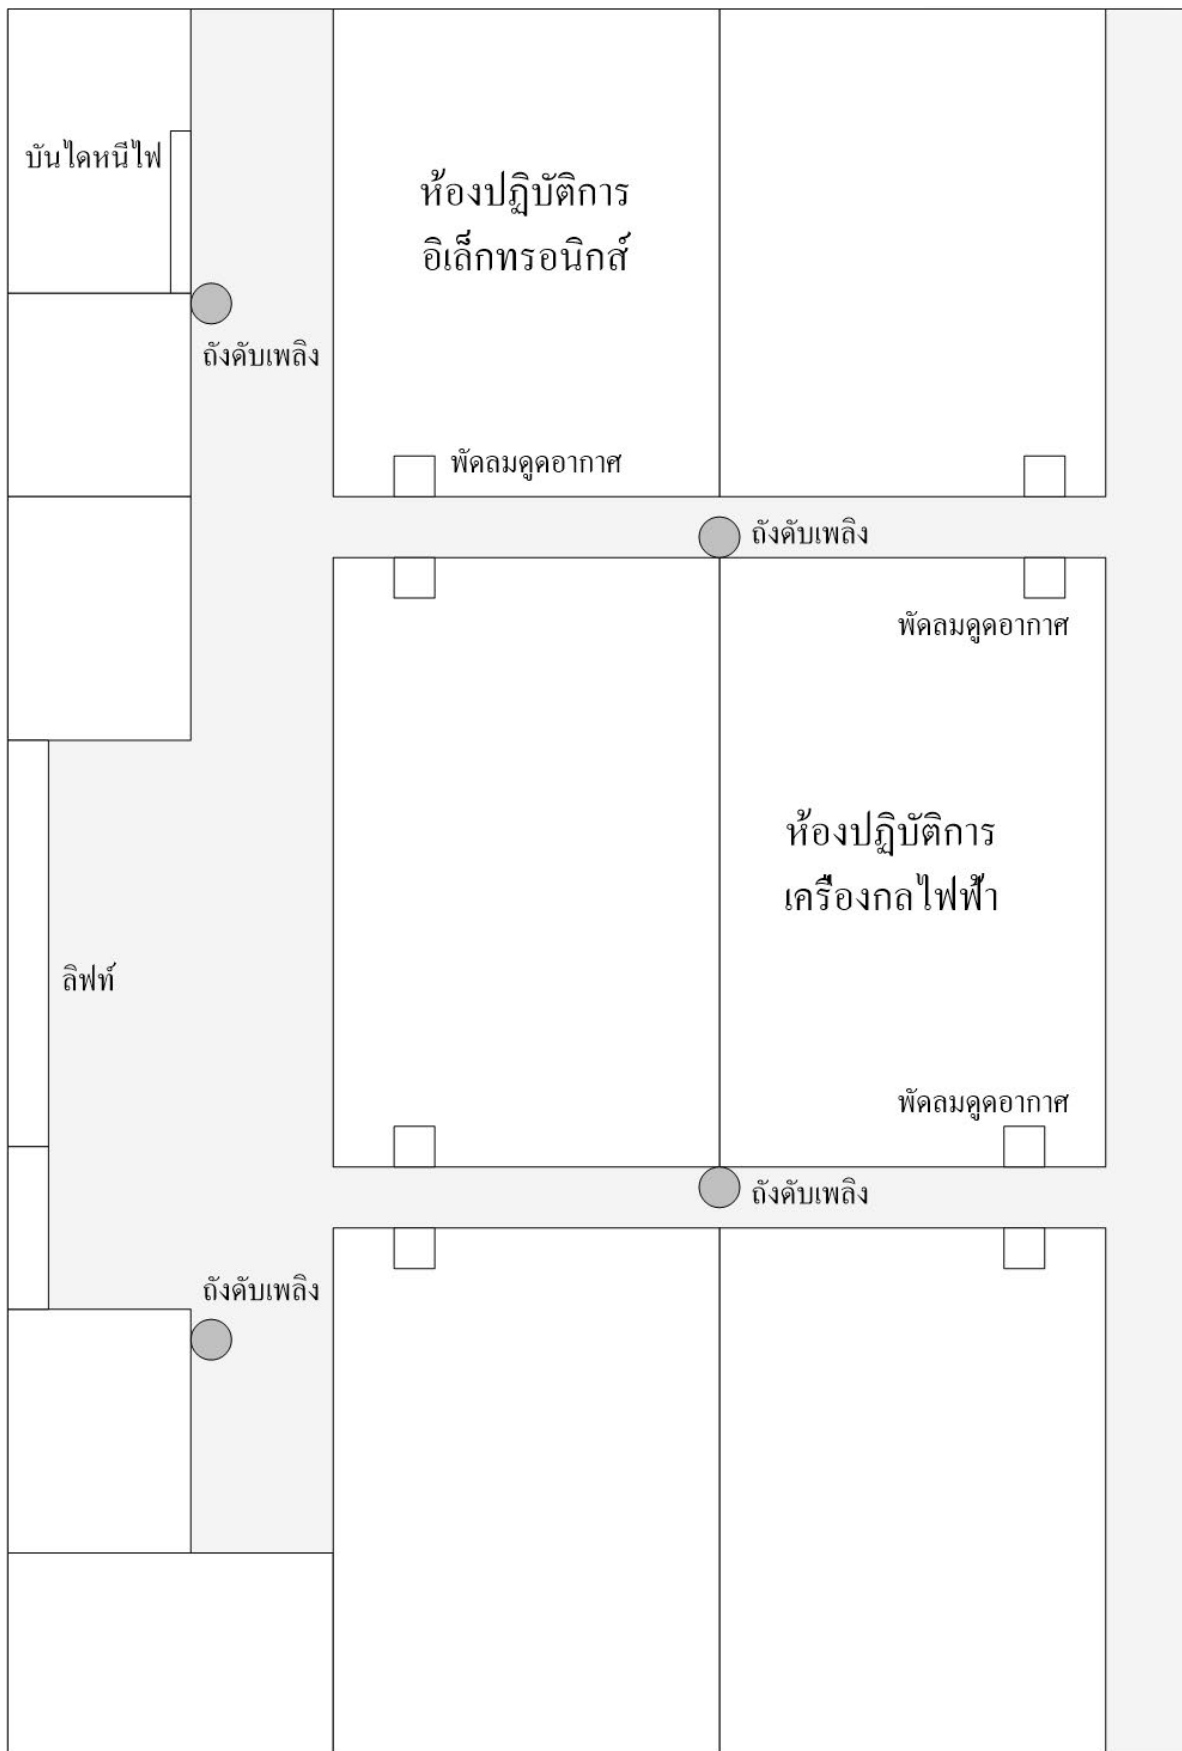 บันไดหนีไฟ
ห้องปฏิบัติการ
อิเล็กทรอนิกส์
ถังดับเพลิง
พัดลมดูดอากาศ
ถังดับเพลิง
พัดลมดูดอากาศ
ห้องปฏิบัติการ
เครื่องกลไฟฟ้า
ลิฟท์
พัดลมดูดอากาศ
ถังดับเพลิง
ถังดับเพลิง